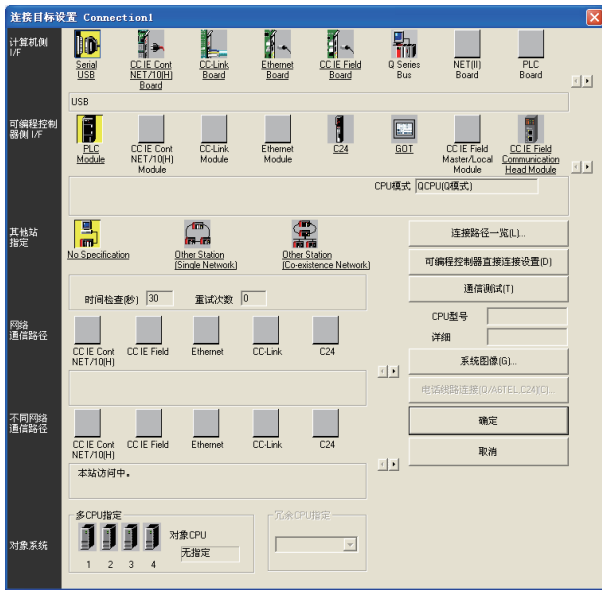 连接目标设置 Connection1
计算机侧
I/F
Serial
USB
CC IE Cont
NET/10(H)
Board
CC-Link
Board
Ethernet
Board
CC IE Field
Board
Q Series
Bus
NET(II)
Board
PLC
Board
USB
可编程控制
器侧 I/F
PLC
Module
CC IE Cont
NET/10(H)
Module
CC-Link
Module
Ethernet
Module
C24
GOT
CC IE Field
Master/Local
Module
CC IE Field
Communication
Head Module
CPU模式 QCPU(Q模式)
其他站
指定
No Specification
Other Station
(Single Network)
Other Station
(Co-existence Network)
连接路径一览(L)...
可编程控制器直接连接设置(D)
通信测试(T)
时间检查(秒) 30 重试次数 0
CPU型号
详细
网络
通信路径
CC IE Cont
NET/10(H)
CC IE Field
Ethernet
CC-Link
C24
系统图像(G)...
电话线路连接(Q/A6TEL,C24)(C)...
不同网络
通信路径
CC IE Cont
NET/10(H)
CC IE Field
Ethernet
CC-Link
C24
确定
取消
本站访问中。
对象系统
多CPU指定
1 2 3 4
对象CPU
无指定
冗余CPU指定